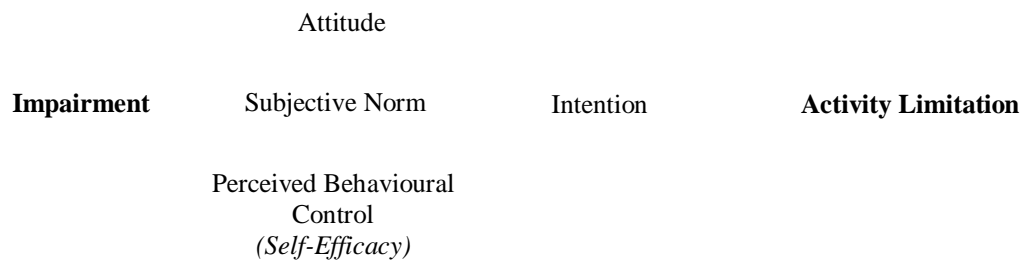 Attitude
Impairment
Subjective Norm
Intention
Activity Limitation
Perceived Behavioural
Control
(Self-Efficacy)